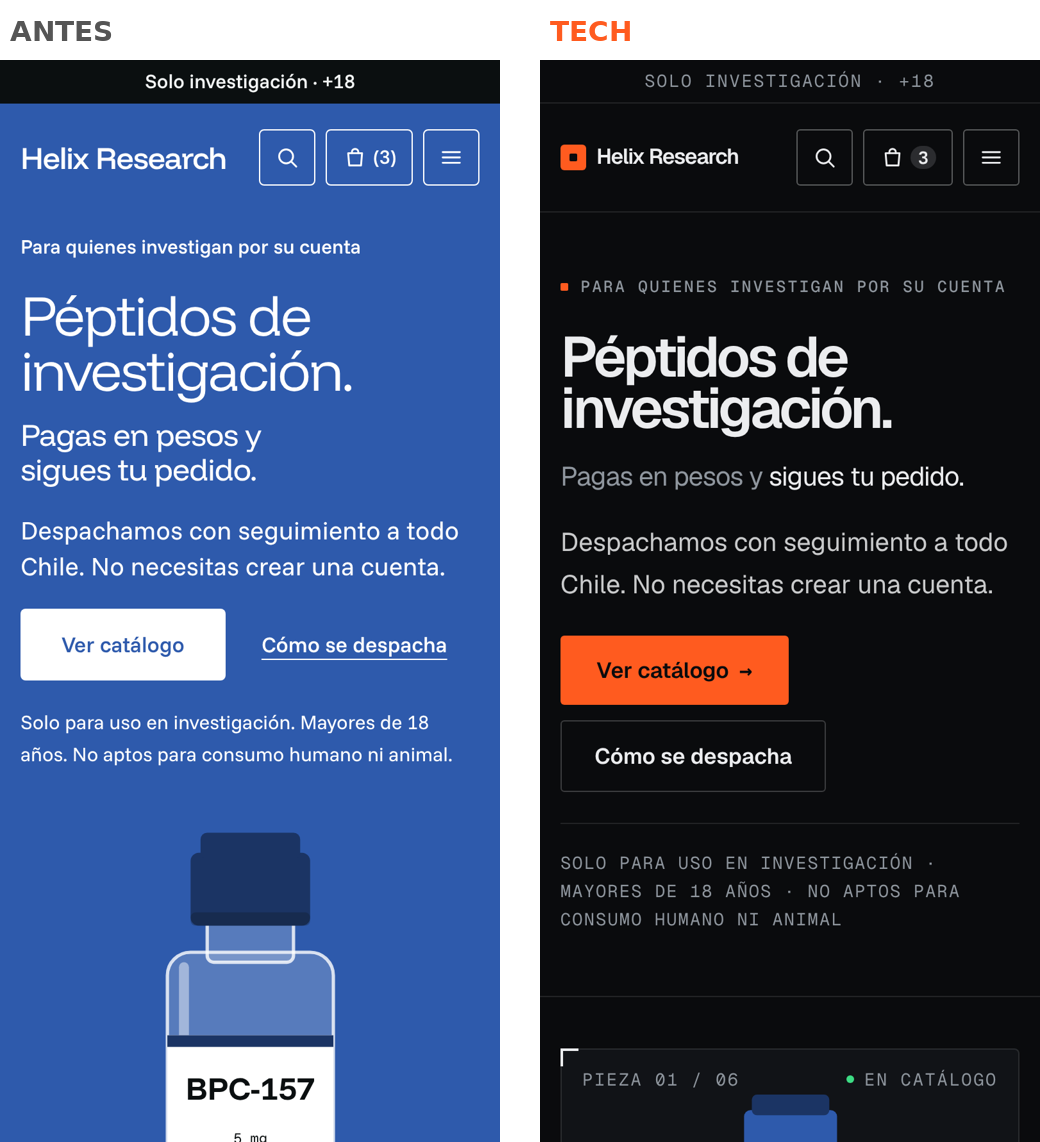 ANTES
Solo investigación · +18
Helix Research
(3)
Para quienes investigan por su cuenta
Péptidos de
investigación.
Pagas en pesos y
sigues tu pedido.
Despachamos con seguimiento a todo
Chile. No necesitas crear una cuenta.
Ver catálogo
Cómo se despacha
Solo para uso en investigación. Mayores de 18
años. No aptos para consumo humano ni animal.
BPC-157
5 mg
TECH
SOLO INVESTIGACIÓN · +18
Helix Research
3
PARA QUIENES INVESTIGAN POR SU CUENTA
Péptidos de
investigación.
Pagas en pesos y sigues tu pedido.
Despachamos con seguimiento a todo
Chile. No necesitas crear una cuenta.
Ver catálogo →
Cómo se despacha
SOLO PARA USO EN INVESTIGACIÓN ·
MAYORES DE 18 AÑOS · NO APTOS PARA
CONSUMO HUMANO NI ANIMAL
PIEZA 01 / 06
EN CATÁLOGO